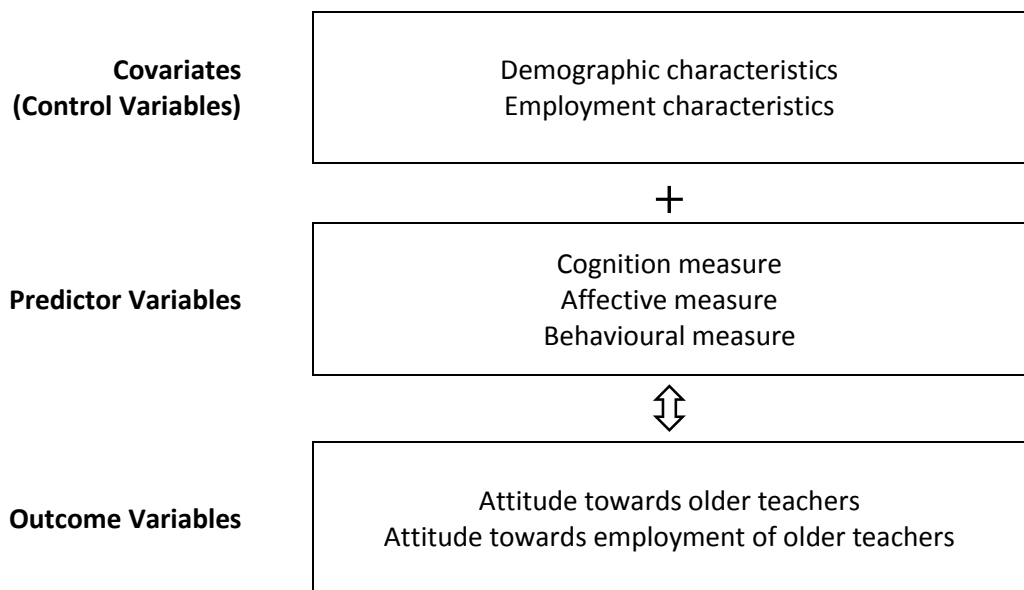 Covariates
(Control Variables)
Demographic characteristics
Employment characteristics
+
Predictor Variables
Cognition measure
Affective measure
Behavioural measure
Outcome Variables
Attitude towards older teachers
Attitude towards employment of older teachers